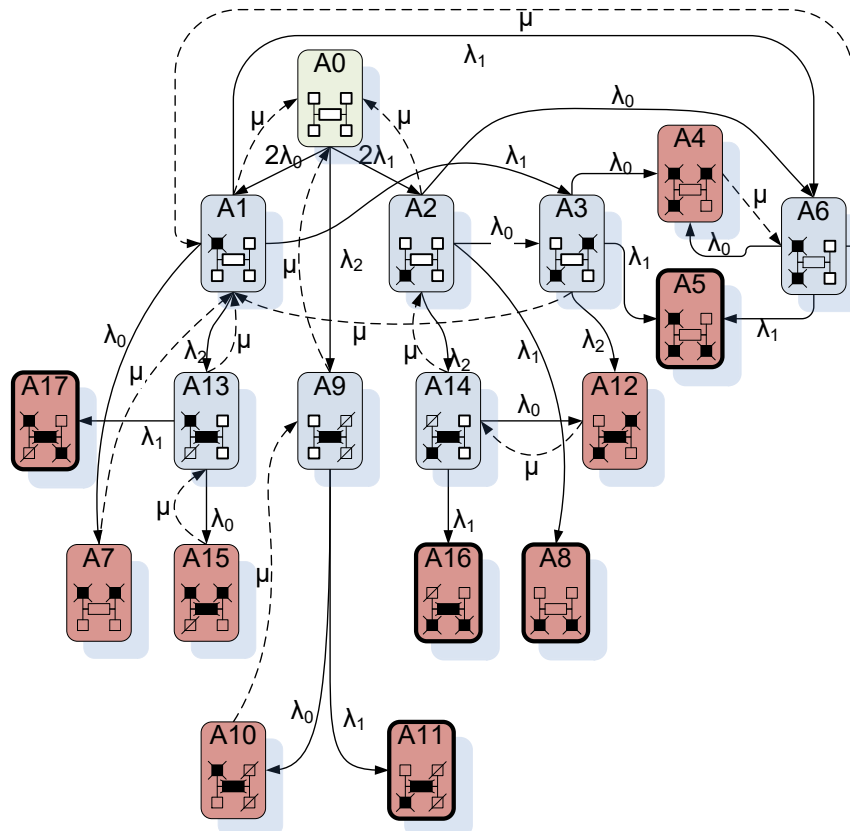 μ
λ1
A0
λ0
μ
μ
A4
2λ0
2λ1
λ1
λ0
μ
A1
A2
A3
A6
λ0
λ0
μ
λ2
λ1
A5
λ0
μ
λ1
λ2
μ
μ
λ2
λ1
λ2
A17
A13
μ
A9
A14
A12
λ0
λ1
μ
μ
λ0
λ1
A7
A15
μ
A16
A8
λ0
λ1
A10
A11